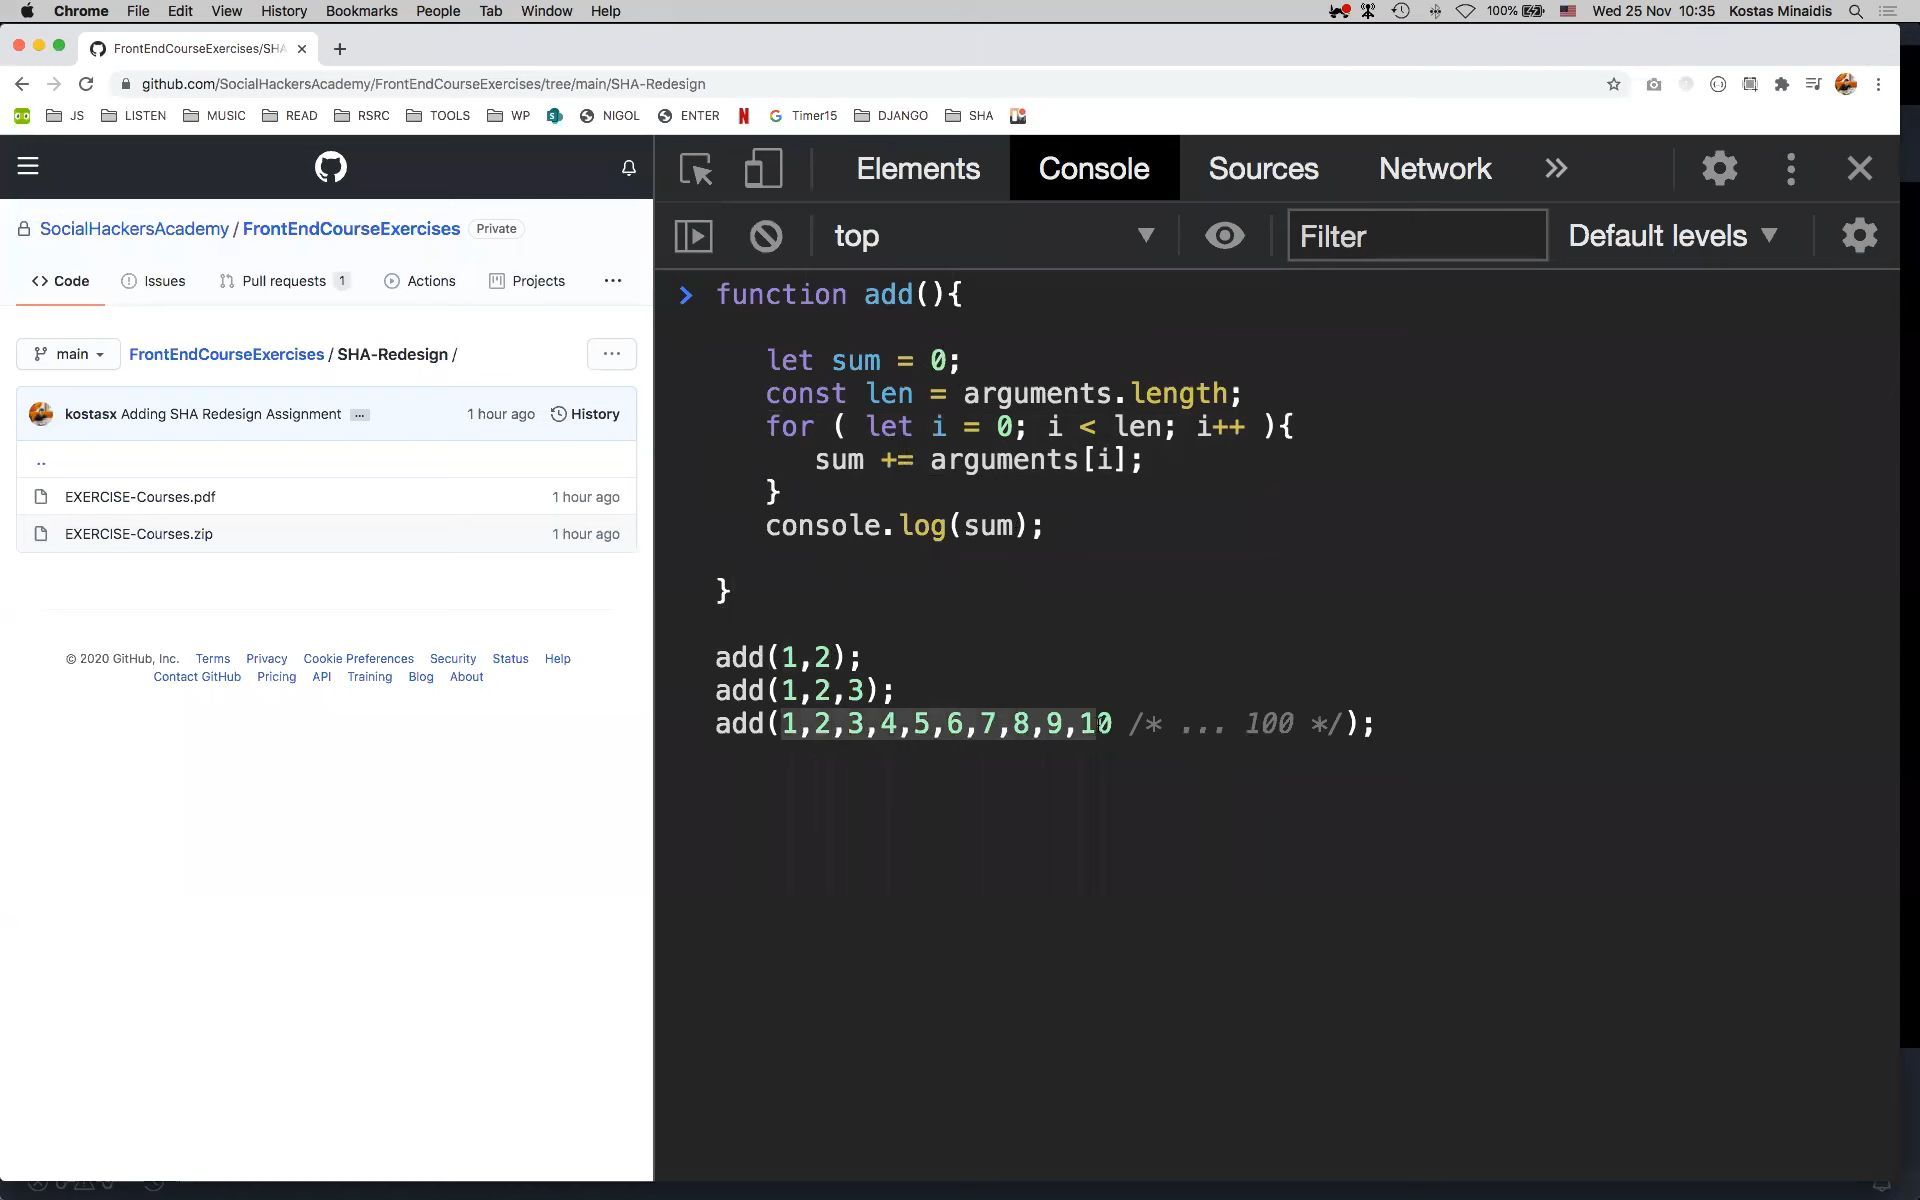 Chrome File Edit View History Bookmarks People Tab Window Help 100% Wed 25 Nov 10:35 Kostas Minaidis
FrontEndCourseExercises/SHA
github.com/SocialHackersAcademy/FrontEndCourseExercises/tree/main/SHA-Redesign
JS LISTEN MUSIC READ RSRC TOOLS WP NIGOL ENTER Timer15 DJANGO SHA
SocialHackersAcademy / FrontEndCourseExercises Private
Code Issues Pull requests 1 Actions Projects ...
main FrontEndCourseExercises / SHA-Redesign / ...
kostasx Adding SHA Redesign Assignment ... 1 hour ago History
..
EXERCISE-Courses.pdf 1 hour ago
EXERCISE-Courses.zip 1 hour ago
© 2020 GitHub, Inc. Terms Privacy Cookie Preferences Security Status Help
Contact GitHub Pricing API Training Blog About
Elements Console Sources Network »
top Filter Default levels
> function add(){
let sum = 0;
const len = arguments.length;
for ( let i = 0; i < len; i++ ){
sum += arguments[i];
}
console.log(sum);
}
add(1,2);
add(1,2,3);
add(1,2,3,4,5,6,7,8,9,10 /* ... 100 */);